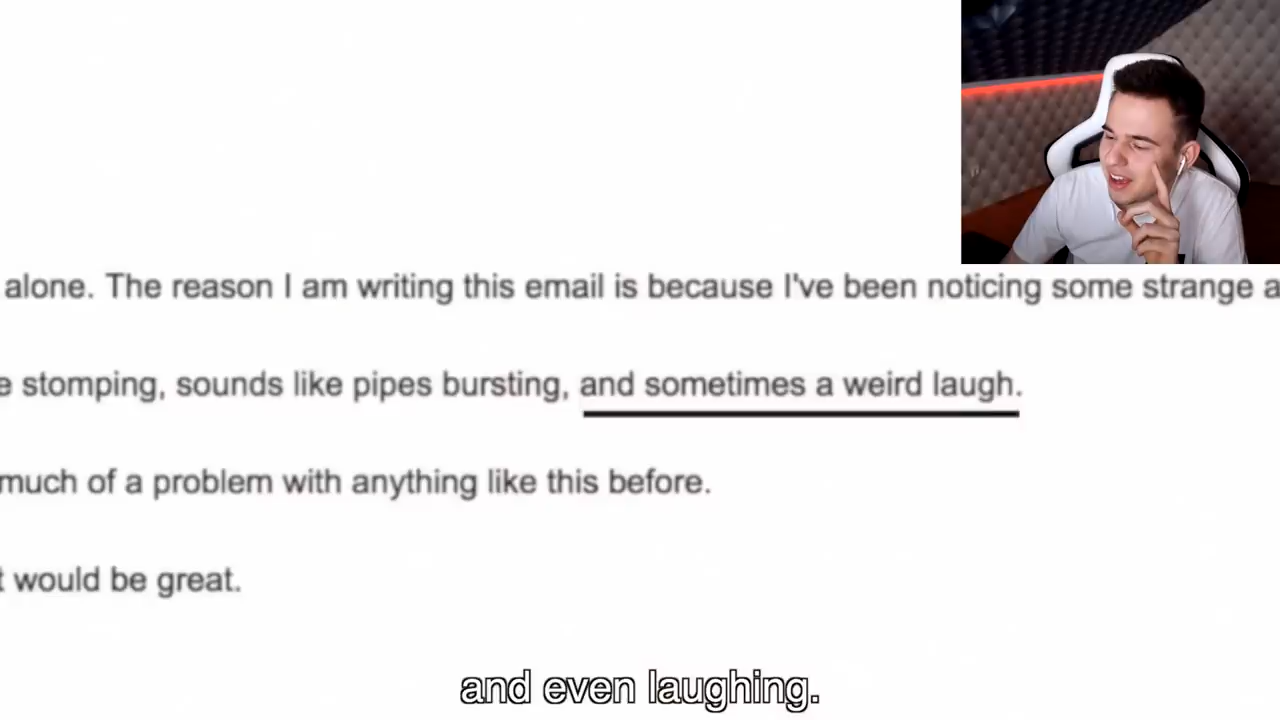 alone. The reason I am writing this email is because I've been noticing some strange
stomping, sounds like pipes bursting, and sometimes a weird laugh.
much of a problem with anything like this before.
would be great.
and even laughing.